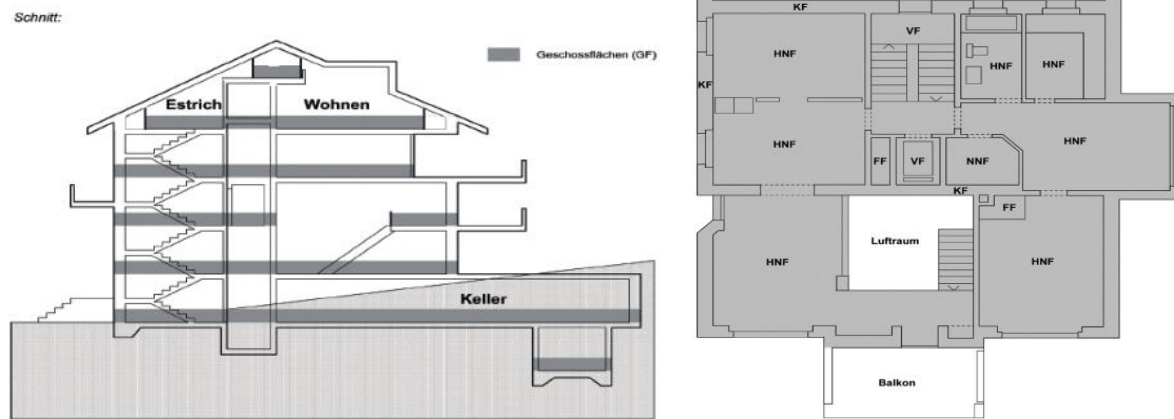 Schnitt:
Geschossflächen (GF)
Estrich
Wohnen
Keller
KF
VF
HNF
HNF
HNF
KF
HNF
HNF
FF
VF
NNF
KF
FF
Luftraum
HNF
HNF
Balkon